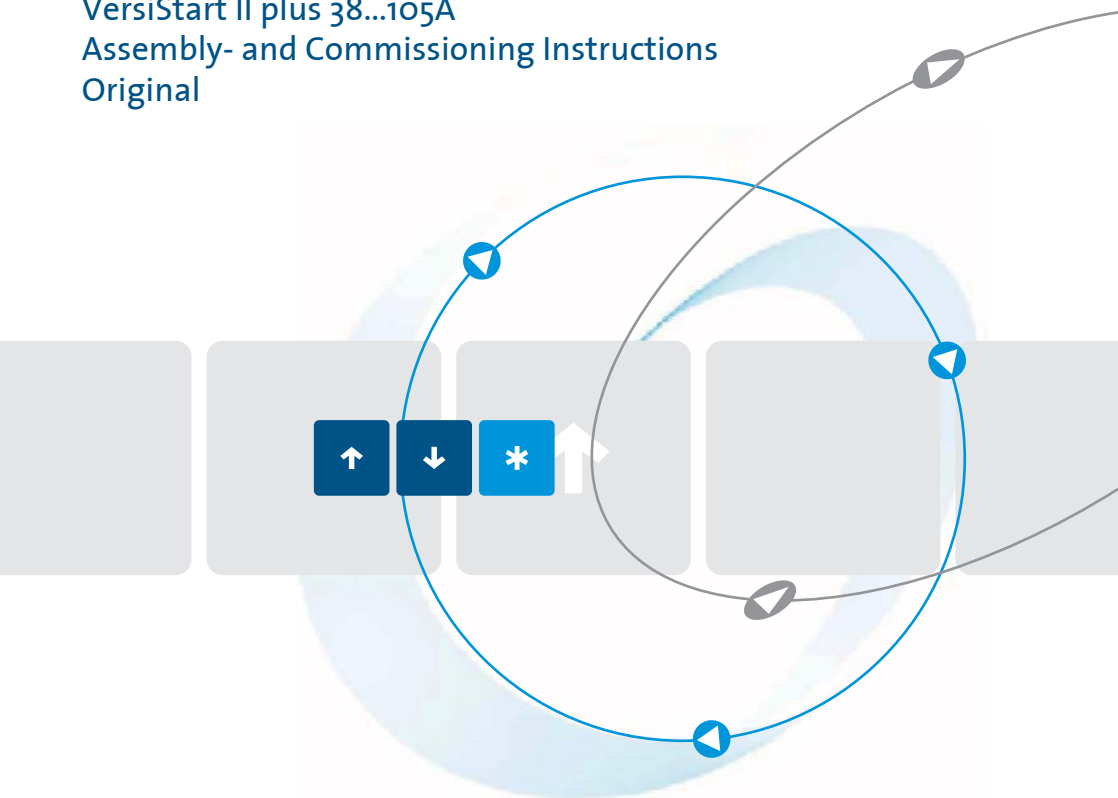 VersiStart II plus 38...105A
Assembly- and Commissioning Instructions
Original